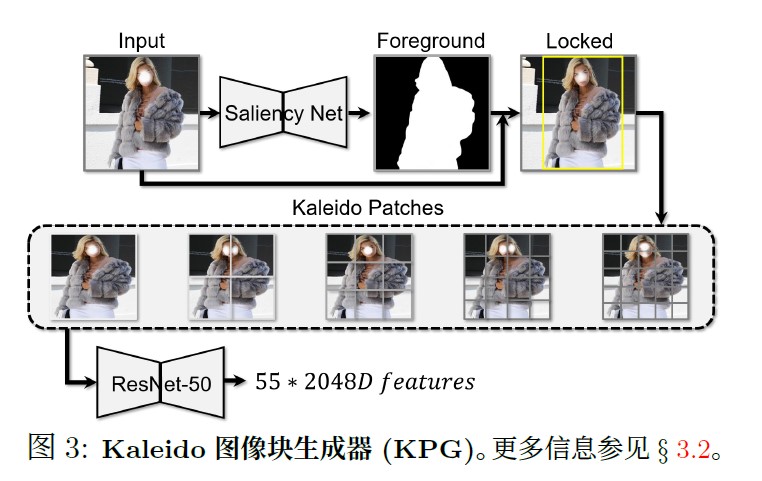 Input
Foreground
Locked
Saliency Net
Kaleido Patches
ResNet-50
55 * 2048D features
图 3: Kaleido 图像块生成器 (KPG)。更多信息参见 § 3.2。